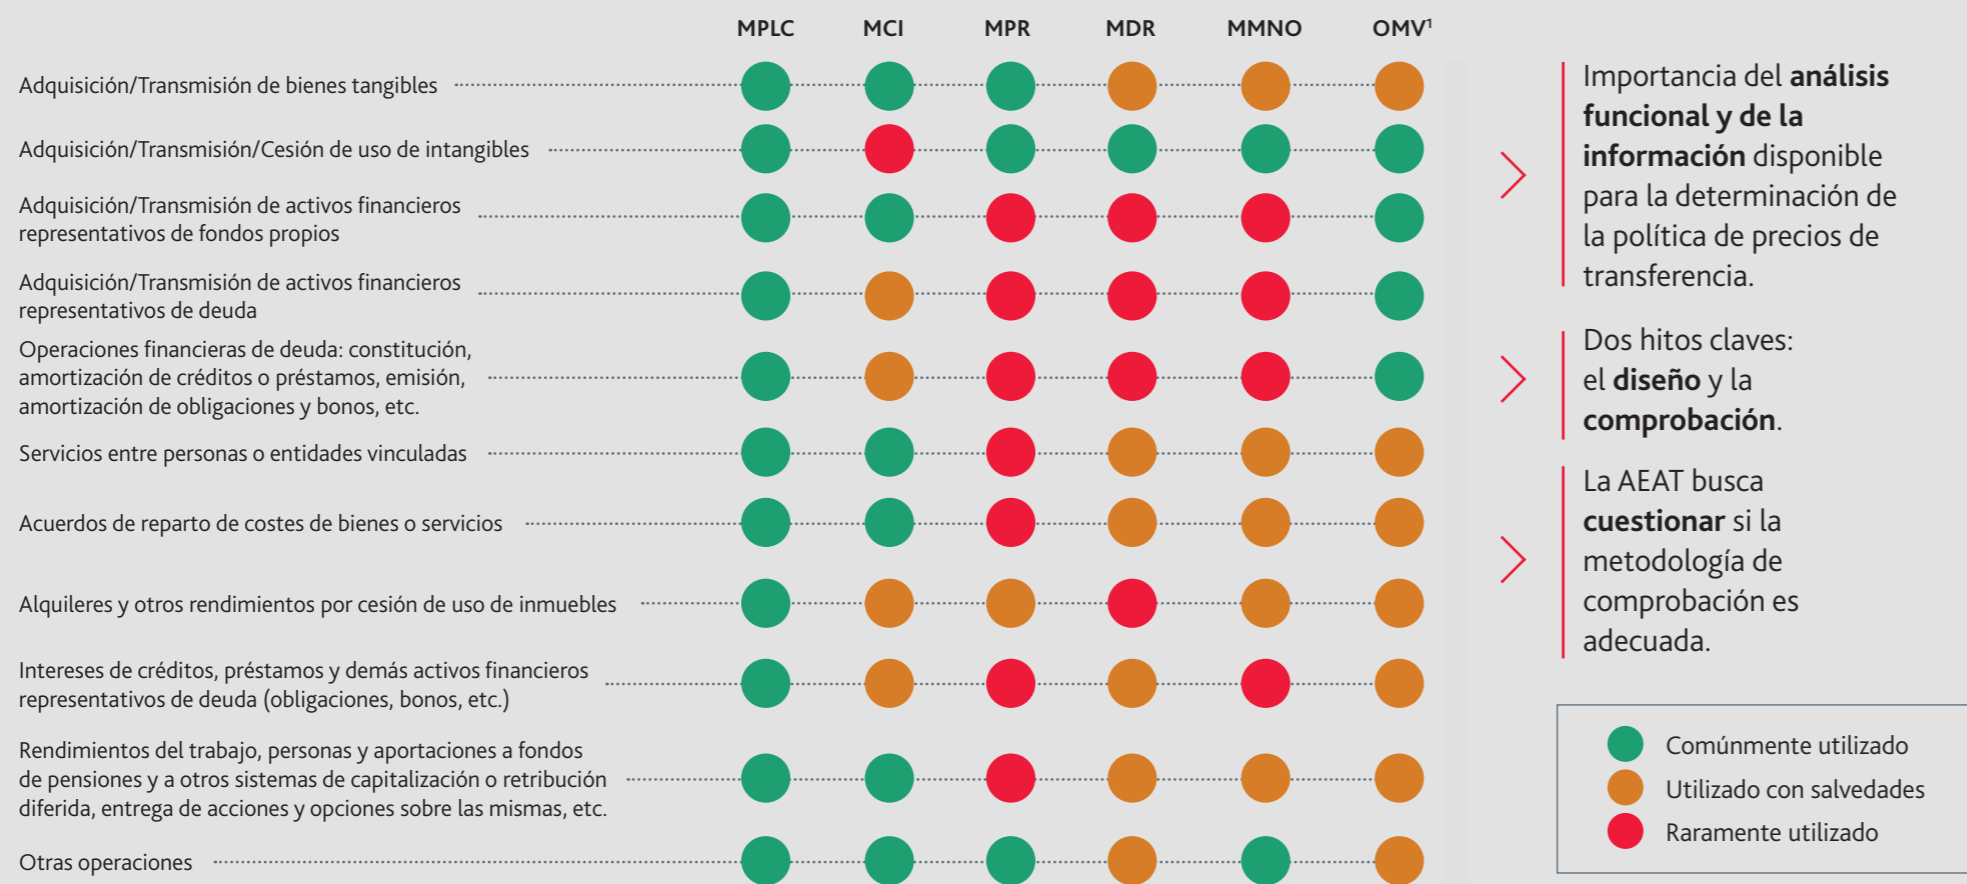 MPLC MCI MPR MDR MMNO OMV¹
Adquisición/Transmisión de bienes tangibles
Adquisición/Transmisión/Cesión de uso de intangibles
Adquisición/Transmisión de activos financieros
representativos de fondos propios
Adquisición/Transmisión de activos financieros
representativos de deuda
Operaciones financieras de deuda: constitución,
amortización de créditos o préstamos, emisión,
amortización de obligaciones y bonos, etc.
Servicios entre personas o entidades vinculadas
Acuerdos de reparto de costes de bienes o servicios
Alquileres y otros rendimientos por cesión de uso de inmuebles
Intereses de créditos, préstamos y demás activos financieros
representativos de deuda (obligaciones, bonos, etc.)
Rendimientos del trabajo, personas y aportaciones a fondos
de pensiones y a otros sistemas de capitalización o retribución
diferida, entrega de acciones y opciones sobre las mismas, etc.
Otras operaciones
Importancia del análisis
funcional y de la
información disponible
para la determinación de
la política de precios de
transferencia.
Dos hitos claves:
el diseño y la
comprobación.
La AEAT busca
cuestionar si la
metodología de
comprobación es
adecuada.
Comúnmente utilizado
Utilizado con salvedades
Raramente utilizado